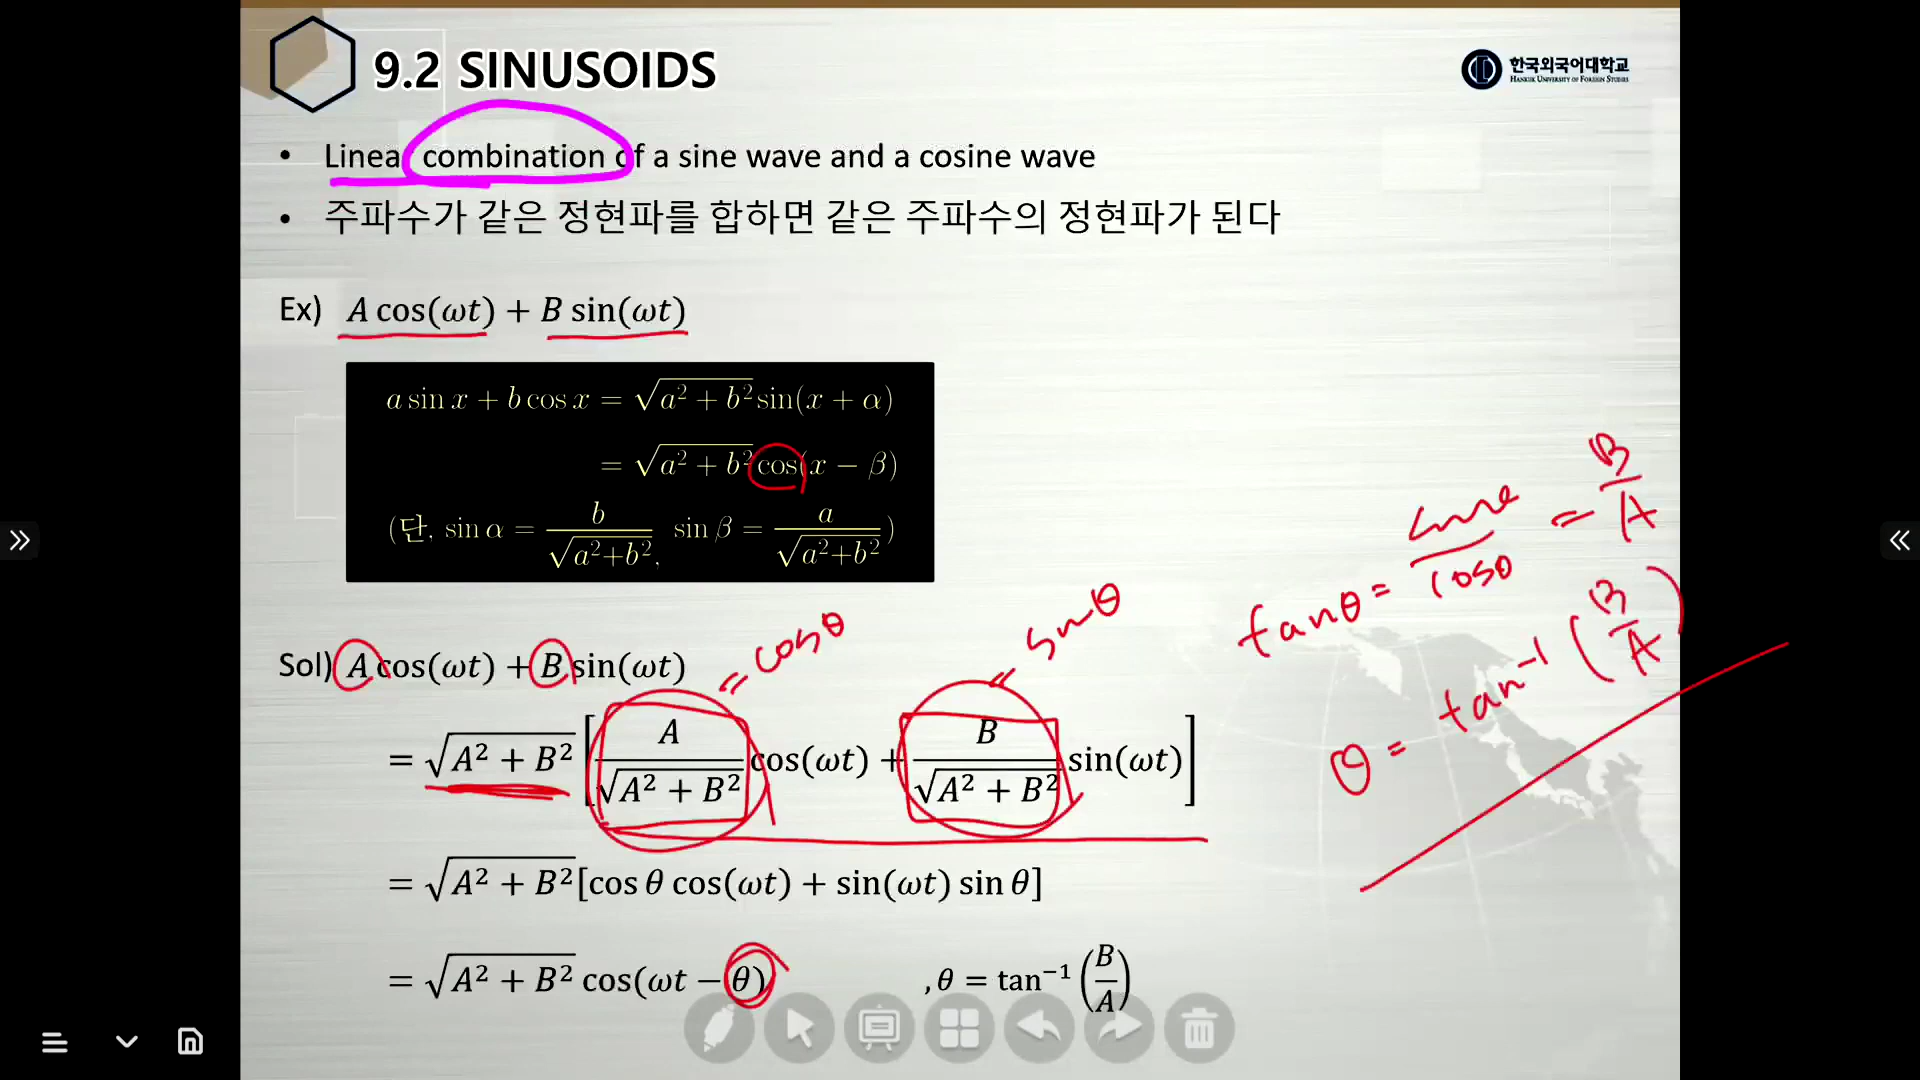 9.2 SINUSOIDS
한국외국어대학교
HANKUK UNIVERSITY OF FOREIGN STUDIES
• Linear combination of a sine wave and a cosine wave
• 주파수가 같은 정현파를 합하면 같은 주파수의 정현파가 된다
Ex) A cos(ωt) + B sin(ωt)
a sin x + b cos x = √(a² + b²) sin(x + α)
= √(a² + b²) cos(x − β)
(단, sin α = b/√(a²+b²), sin β = a/√(a²+b²))
tanθ = sinθ/cosθ = B/A
θ = tan⁻¹(B/A)
= cosθ
= sinθ
Sol) A cos(ωt) + B sin(ωt)
= √(A² + B²) [A/√(A² + B²) cos(ωt) + B/√(A² + B²) sin(ωt)]
= √(A² + B²)[cos θ cos(ωt) + sin(ωt) sin θ]
= √(A² + B²) cos(ωt − θ) , θ = tan⁻¹(B/A)